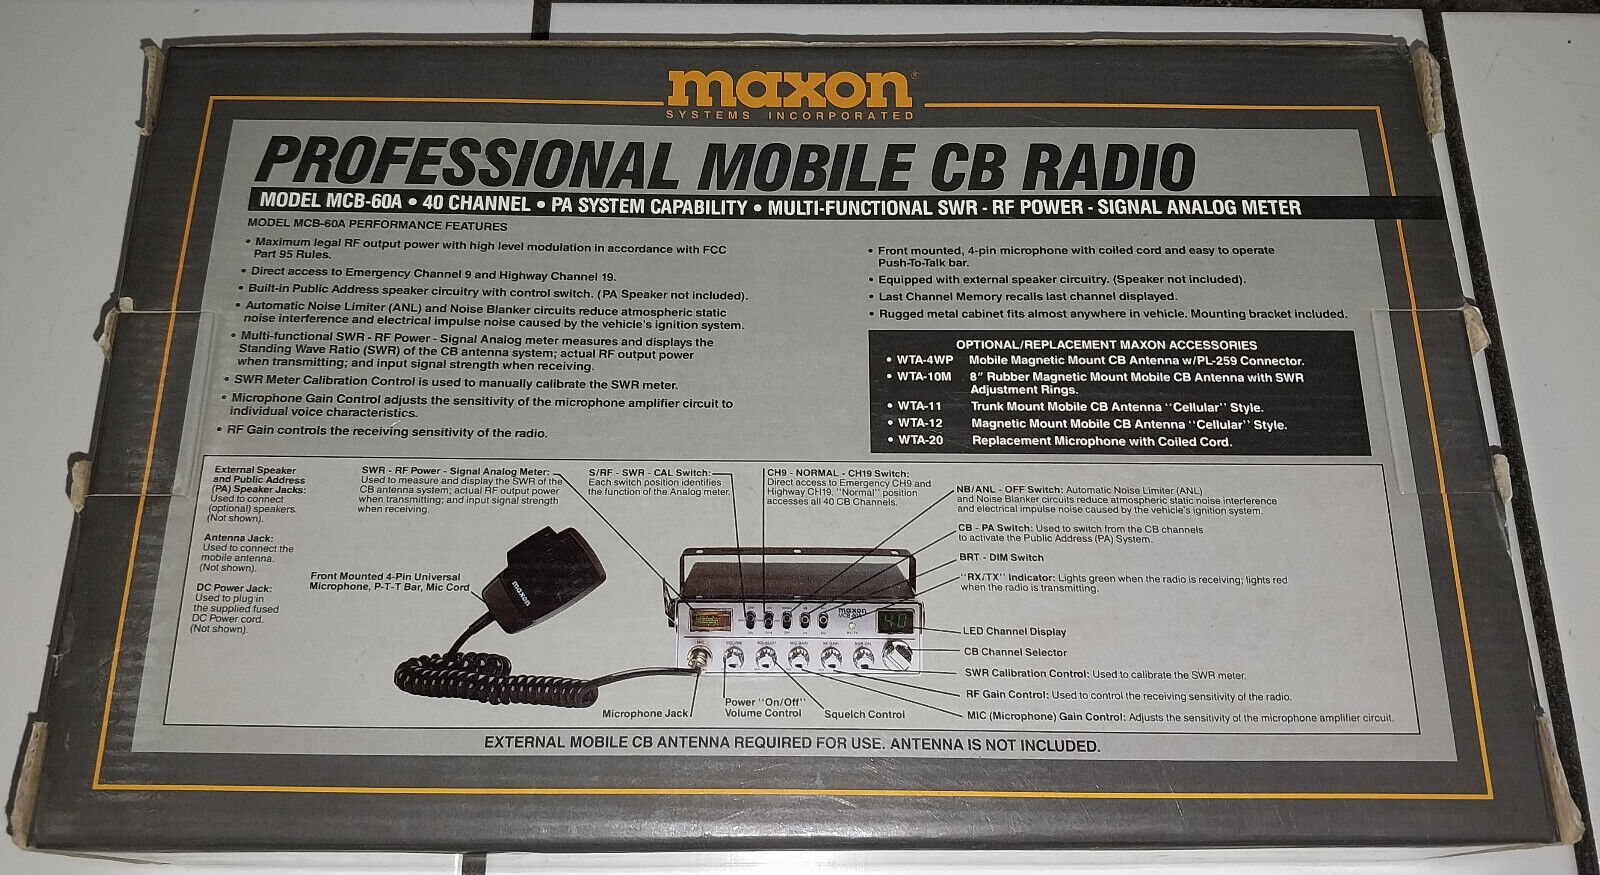 maxon®
SYSTEMS INCORPORATED
PROFESSIONAL MOBILE CB RADIO
MODEL MCB-60A • 40 CHANNEL • PA SYSTEM CAPABILITY • MULTI-FUNCTIONAL SWR - RF POWER - SIGNAL ANALOG METER
MODEL MCB-60A PERFORMANCE FEATURES
• Maximum legal RF output power with high level modulation in accordance with FCC
Part 95 Rules.
• Direct access to Emergency Channel 9 and Highway Channel 19.
• Built-in Public Address speaker circuitry with control switch. (PA Speaker not included).
• Automatic Noise Limiter (ANL) and Noise Blanker circuits reduce atmospheric static
noise interference and electrical impulse noise caused by the vehicle's ignition system.
• Multi-functional SWR - RF Power - Signal Analog meter measures and displays the
Standing Wave Ratio (SWR) of the CB antenna system; actual RF output power
when transmitting; and input signal strength when receiving.
• SWR Meter Calibration Control is used to manually calibrate the SWR meter.
• Microphone Gain Control adjusts the sensitivity of the microphone amplifier circuit to
individual voice characteristics.
• RF Gain controls the receiving sensitivity of the radio.
• Front mounted, 4-pin microphone with coiled cord and easy to operate
Push-To-Talk bar.
• Equipped with external speaker circuitry. (Speaker not included).
• Last Channel Memory recalls last channel displayed.
• Rugged metal cabinet fits almost anywhere in vehicle. Mounting bracket included.
OPTIONAL/REPLACEMENT MAXON ACCESSORIES
• WTA-4WP Mobile Magnetic Mount CB Antenna w/PL-259 Connector.
• WTA-10M 8" Rubber Magnetic Mount Mobile CB Antenna with SWR
Adjustment Rings.
• WTA-11 Trunk Mount Mobile CB Antenna "Cellular" Style.
• WTA-12 Magnetic Mount Mobile CB Antenna "Cellular" Style.
• WTA-20 Replacement Microphone with Coiled Cord.
External Speaker
and Public Address
(PA) Speaker Jacks:
Used to connect
(optional) speakers.
(Not shown).
Antenna Jack:
Used to connect the
mobile antenna.
(Not shown).
DC Power Jack:
Used to plug in
the supplied fused
DC Power cord.
(Not shown).
SWR - RF Power - Signal Analog Meter:
Used to measure and display the SWR of the
CB antenna system; actual RF output power
when transmitting; and input signal strength
when receiving.
S/RF - SWR - CAL Switch:
Each switch position identifies
the function of the Analog meter.
CH9 - NORMAL - CH19 Switch:
Direct access to Emergency CH9 and
Highway CH19. "Normal" position
accesses all 40 CB Channels.
NB/ANL - OFF Switch: Automatic Noise Limiter (ANL)
and Noise Blanker circuits reduce atmospheric static noise interference
and electrical impulse noise caused by the vehicle's ignition system.
CB - PA Switch: Used to switch from the CB channels
to activate the Public Address (PA) System.
BRT - DIM Switch
"RX/TX" Indicator: Lights green when the radio is receiving; lights red
when the radio is transmitting.
Front Mounted 4-Pin Universal
Microphone, P-T-T Bar, Mic Cord
maxon
maxon
MCB-60A
40
MIC VOLUME SQUELCH MIC GAIN RF GAIN SWR CAL
LED Channel Display
CB Channel Selector
SWR Calibration Control: Used to calibrate the SWR meter.
RF Gain Control: Used to control the receiving sensitivity of the radio.
MIC (Microphone) Gain Control: Adjusts the sensitivity of the microphone amplifier circuit.
Microphone Jack
Power "On/Off"
Volume Control
Squelch Control
EXTERNAL MOBILE CB ANTENNA REQUIRED FOR USE. ANTENNA IS NOT INCLUDED.